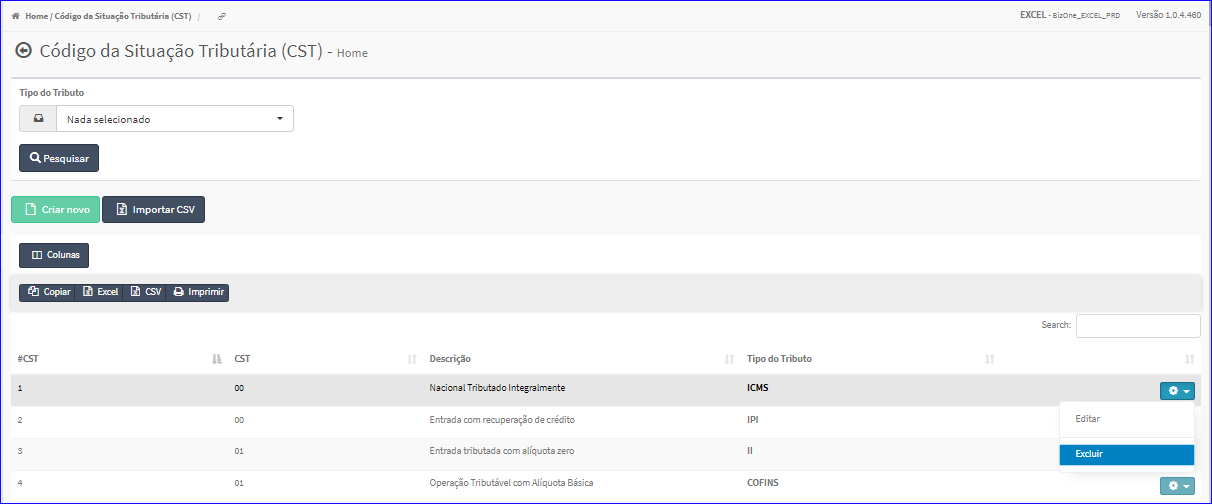 Home / Código da Situação Tributária (CST) /
EXCEL - BizOne_EXCEL_PRD Versão 1.0.4.460
Código da Situação Tributária (CST) - Home
Tipo do Tributo
Nada selecionado
Pesquisar
Criar novo Importar CSV
Colunas
Copiar Excel CSV Imprimir
Search:
#CST CST Descrição Tipo do Tributo
1 00 Nacional Tributado Integralmente ICMS
2 00 Entrada com recuperação de crédito IPI
Editar
3 01 Entrada tributada com alíquota zero II
Excluir
4 01 Operação Tributável com Alíquota Básica COFINS